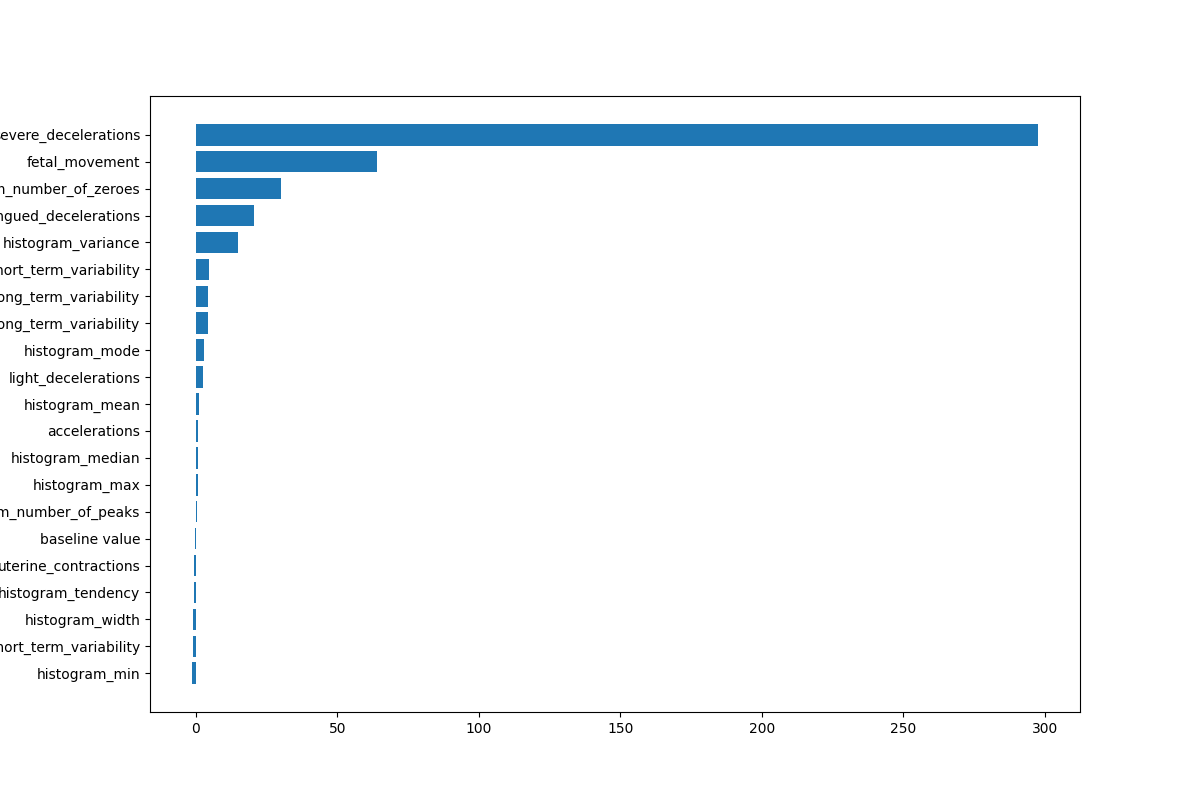 evere_decelerations
fetal_movement
m_number_of_zeroes
ngued_decelerations
histogram_variance
hort_term_variability
ong_term_variability
ong_term_variability
histogram_mode
light_decelerations
histogram_mean
accelerations
histogram_median
histogram_max
m_number_of_peaks
baseline value
uterine_contractions
histogram_tendency
histogram_width
hort_term_variability
histogram_min
0 50 100 150 200 250 300